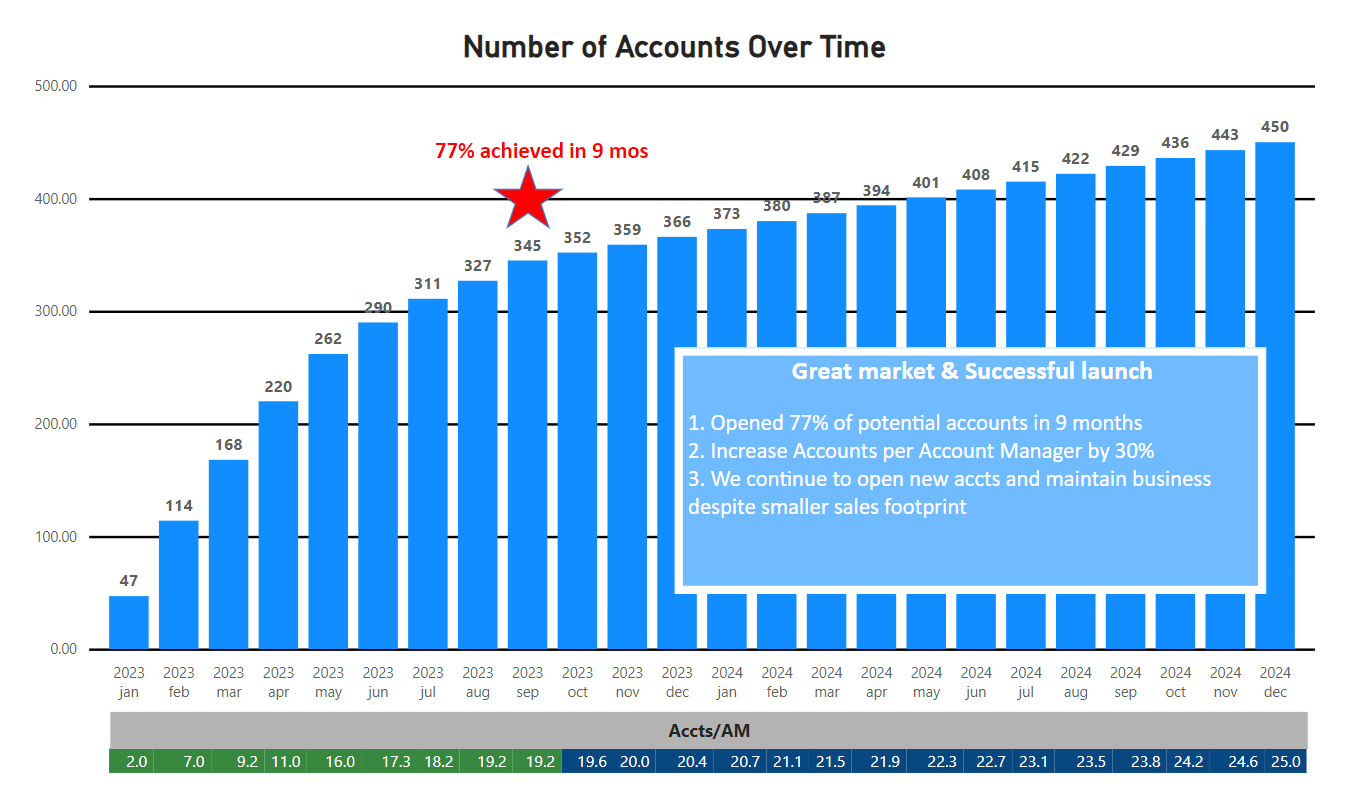 Number of Accounts Over Time
500.00
400.00
300.00
200.00
100.00
0.00
77% achieved in 9 mos
47
114
168
220
262
290
311
327
345
352
359
366
373
380
387
394
401
408
415
422
429
436
443
450
Great market & Successful launch
1. Opened 77% of potential accounts in 9 months
2. Increase Accounts per Account Manager by 30%
3. We continue to open new accts and maintain business
despite smaller sales footprint
2023 2023 2023 2023 2023 2023 2023 2023 2023 2023 2023 2023 2024 2024 2024 2024 2024 2024 2024 2024 2024 2024 2024 2024
jan feb mar apr may jun jul aug sep oct nov dec jan feb mar apr may jun jul aug sep oct nov dec
Accts/AM
2.0 7.0 9.2 11.0 16.0 17.3 18.2 19.2 19.2 19.6 20.0 20.4 20.7 21.1 21.5 21.9 22.3 22.7 23.1 23.5 23.8 24.2 24.6 25.0